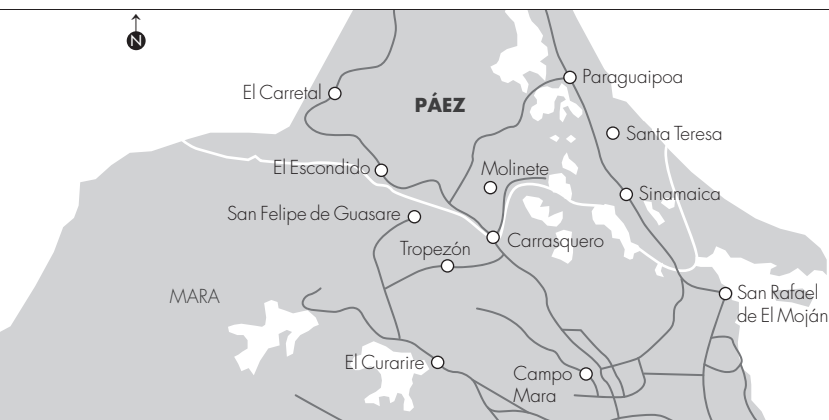 N
Paraguaipoa
El Carretal
PÁEZ
Santa Teresa
El Escondido
Molinete
Sinamaica
San Felipe de Guasare
Carrasquero
Tropezón
MARA
San Rafael
de El Moján
El Curarire
Campo
Mara